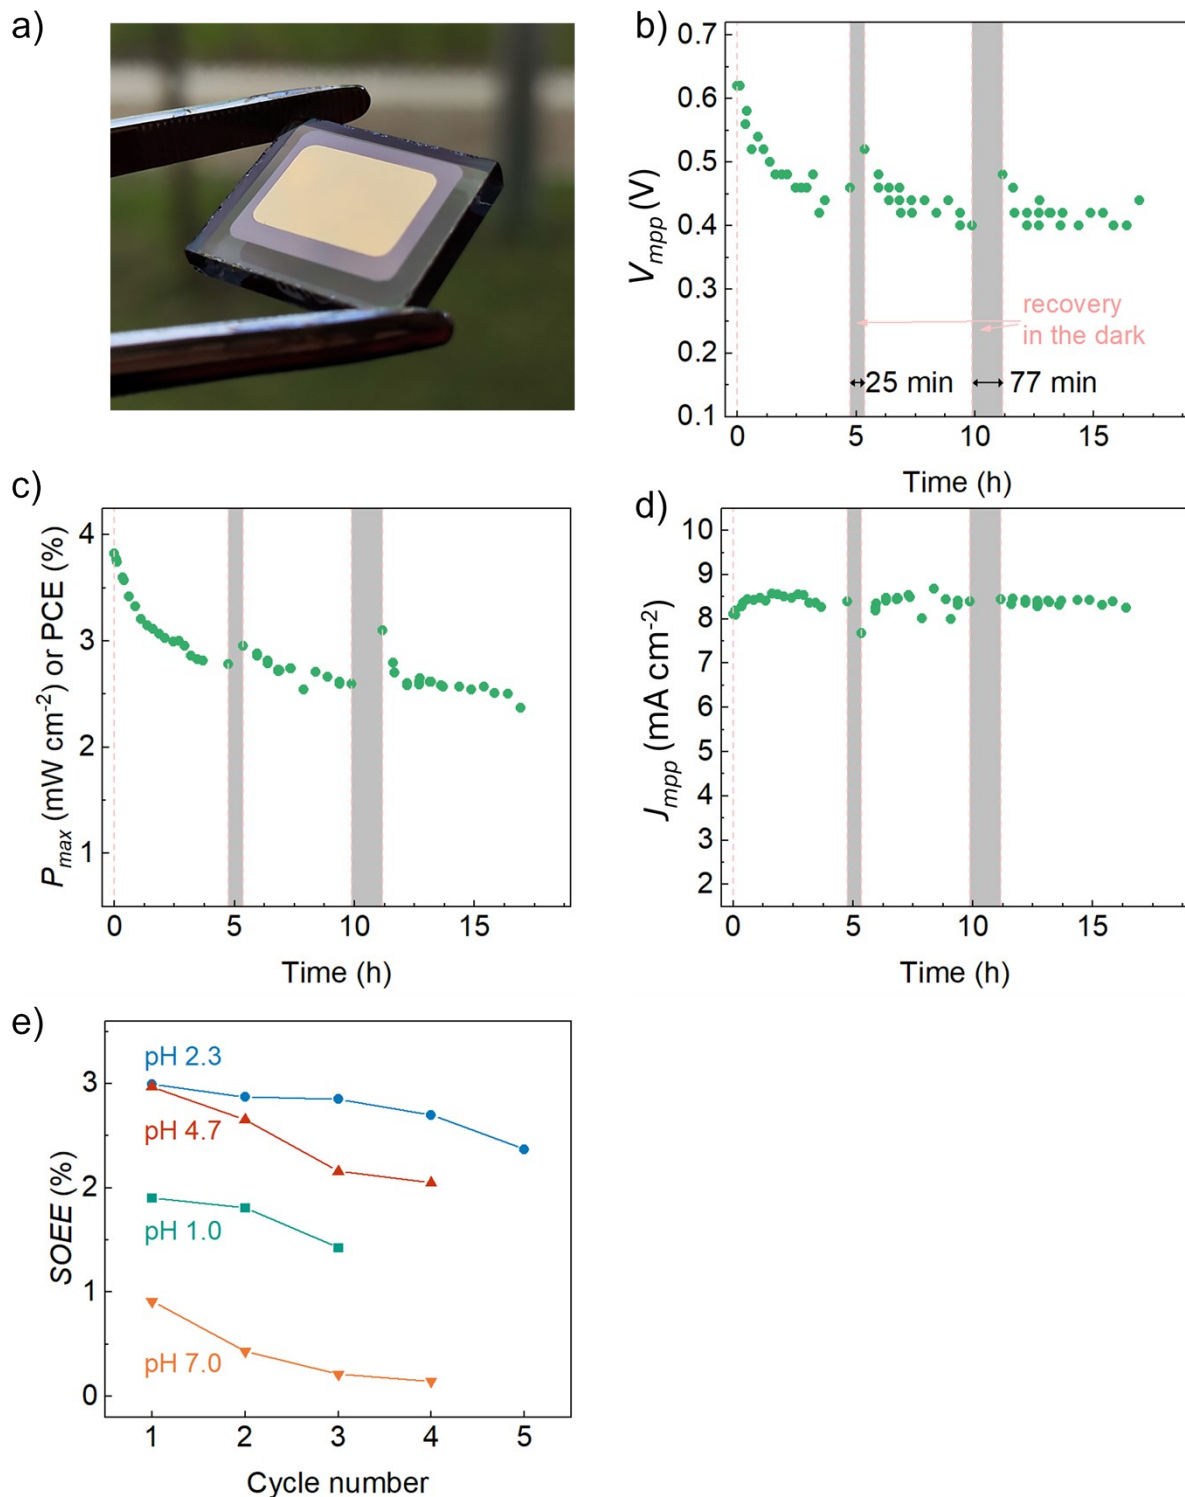 a)
b)
V_mpp (V)
0.7
0.6
0.5
0.4
0.3
0.2
0.1
recovery
in the dark
25 min
77 min
0 5 10 15
Time (h)
c)
P_max (mW cm⁻²) or PCE (%)
4
3
2
1
0 5 10 15
Time (h)
d)
J_mpp (mA cm⁻²)
10
9
8
7
6
5
4
3
2
0 5 10 15
Time (h)
e)
SOEE (%)
3
2
1
0
pH 2.3
pH 4.7
pH 1.0
pH 7.0
1 2 3 4 5
Cycle number